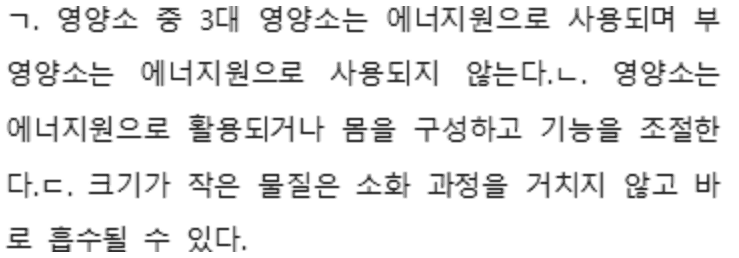 ㄱ. 영양소 중 3대 영양소는 에너지원으로 사용되며 부
영양소는 에너지원으로 사용되지 않는다.ㄴ. 영양소는
에너지원으로 활용되거나 몸을 구성하고 기능을 조절한
다.ㄷ. 크기가 작은 물질은 소화 과정을 거치지 않고 바
로 흡수될 수 있다.